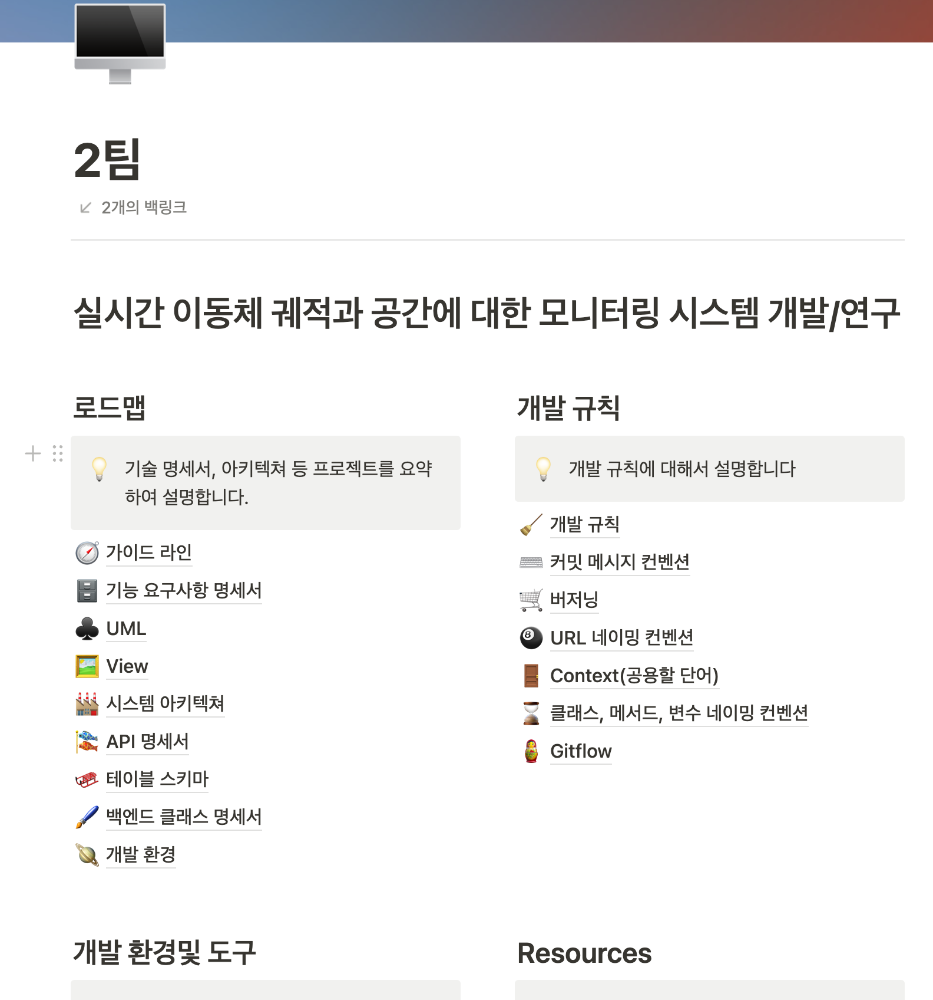 2팀
2개의 백링크
실시간 이동체 궤적과 공간에 대한 모니터링 시스템 개발/연구
로드맵
기술 명세서, 아키텍쳐 등 프로젝트를 요약
하여 설명합니다.
가이드 라인
기능 요구사항 명세서
UML
View
시스템 아키텍쳐
API 명세서
테이블 스키마
백엔드 클래스 명세서
개발 환경
개발 규칙
개발 규칙에 대해서 설명합니다
개발 규칙
커밋 메시지 컨벤션
버저닝
URL 네이밍 컨벤션
Context(공용할 단어)
클래스, 메서드, 변수 네이밍 컨벤션
Gitflow
개발 환경및 도구
Resources